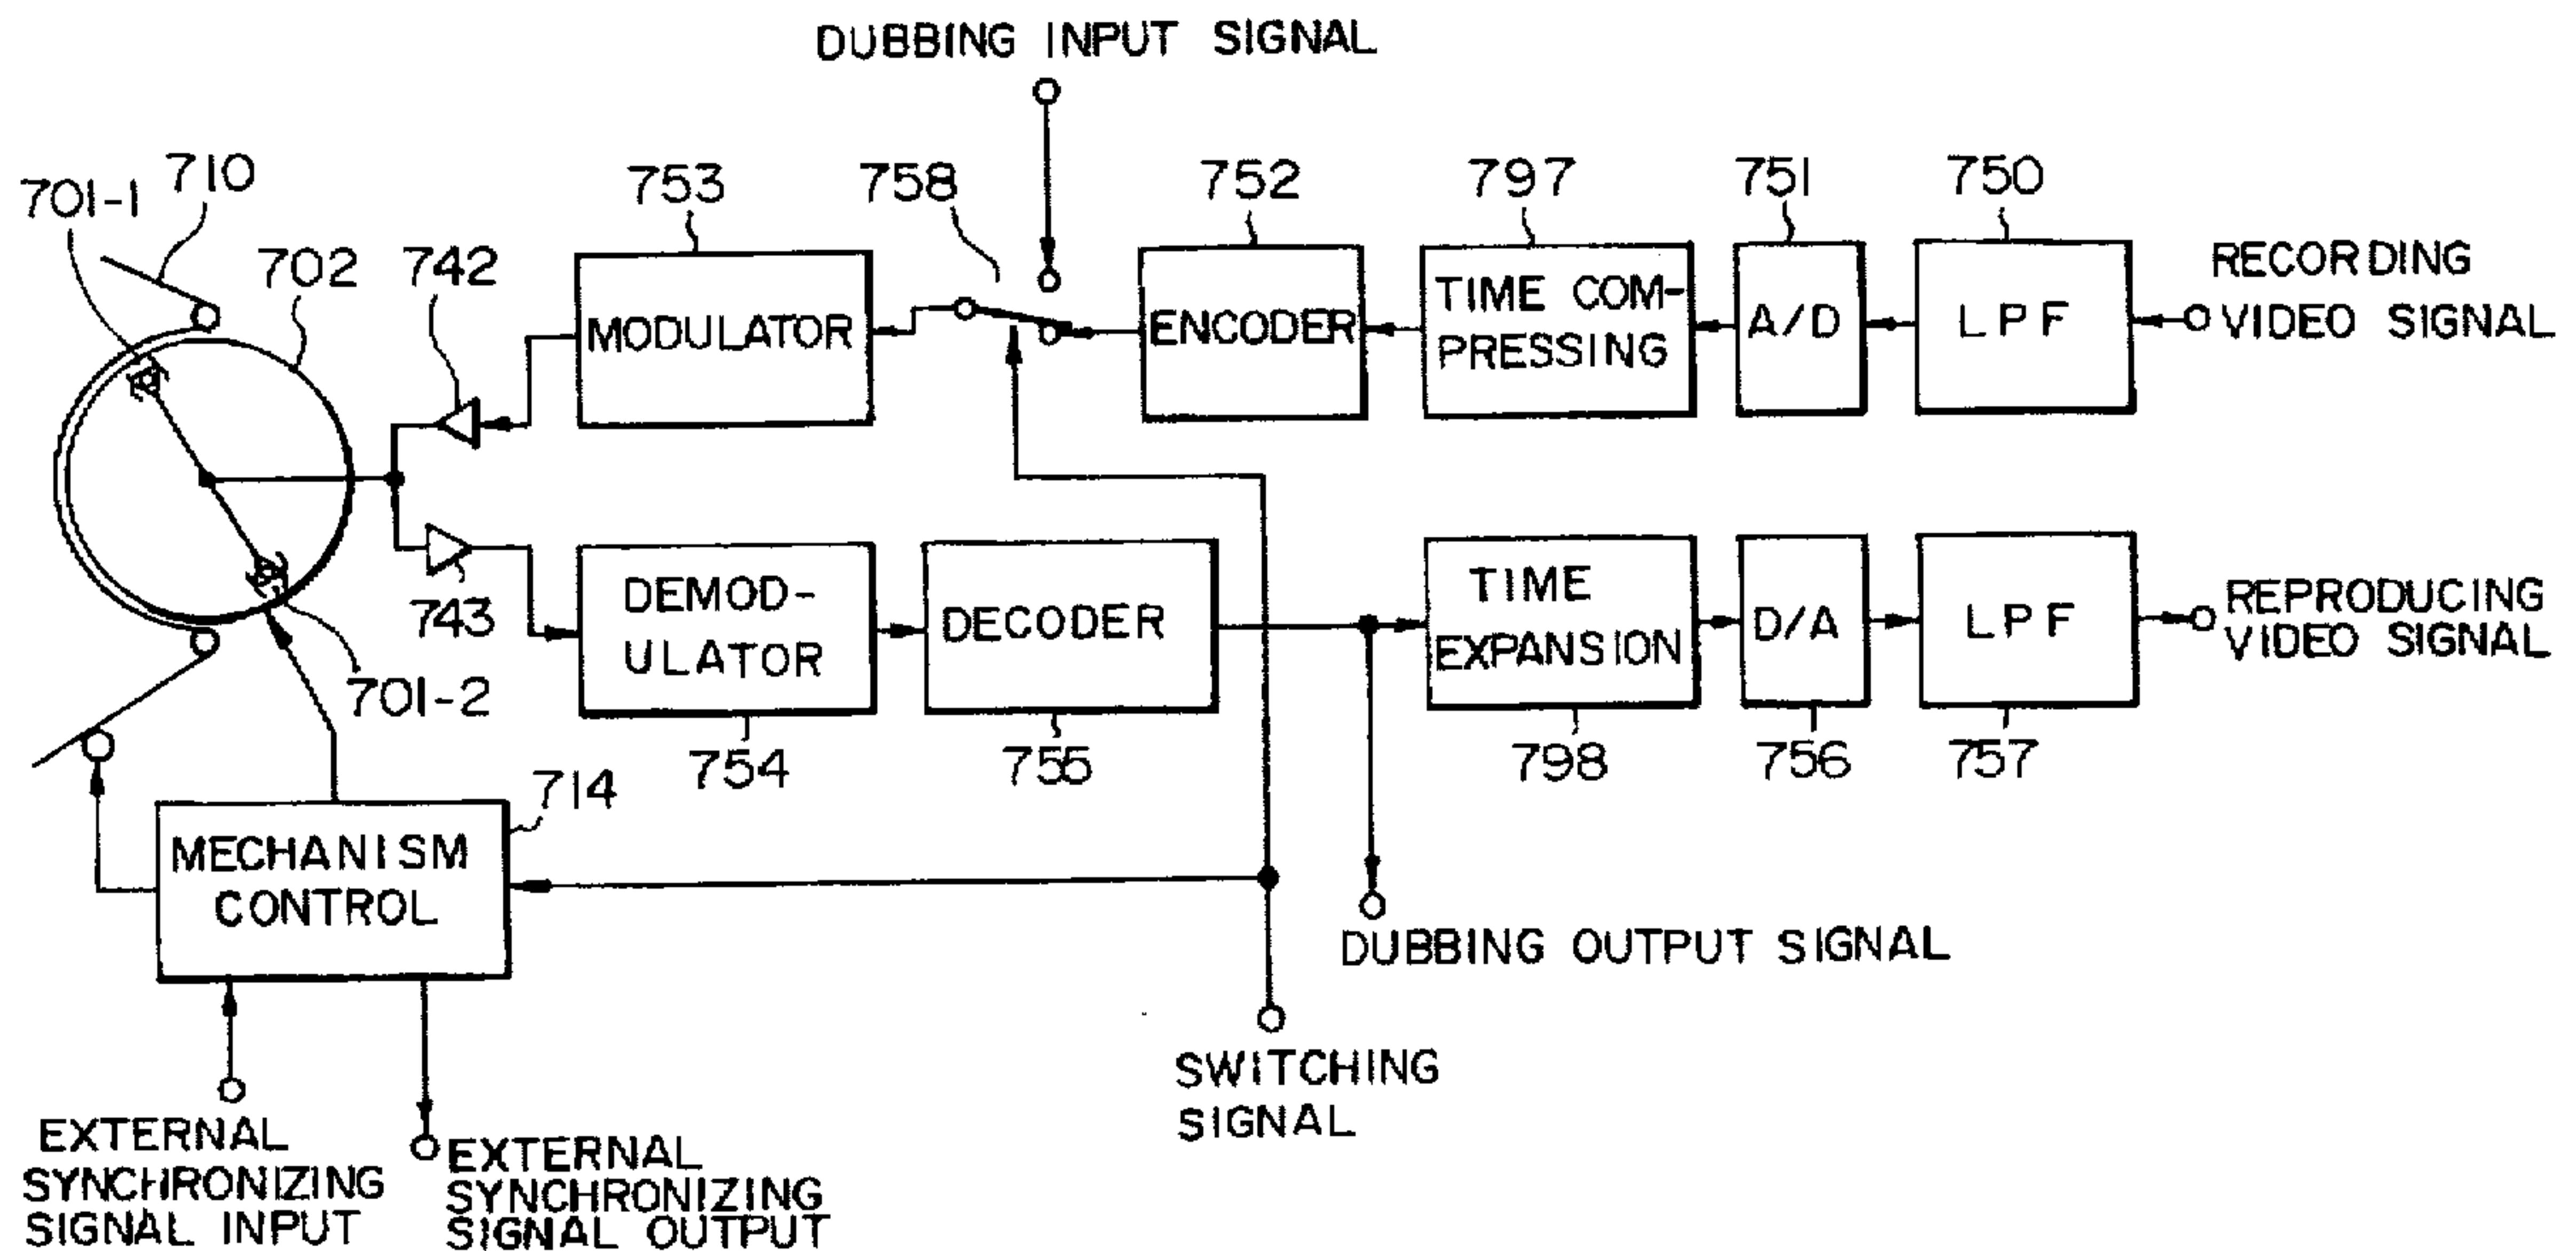 DUBBING INPUT SIGNAL
701-1
710
702
742
753
758
752
797
751
750
MODULATOR
ENCODER
TIME COM-
PRESSING
A/D
LPF
RECORDING
VIDEO SIGNAL
743
701-2
DEMOD-
ULATOR
DECODER
TIME
EXPANSION
D/A
LPF
REPRODUCING
VIDEO SIGNAL
754
755
798
756
757
714
MECHANISM
CONTROL
DUBBING OUTPUT SIGNAL
SWITCHING
SIGNAL
EXTERNAL
SYNCHRONIZING
SIGNAL INPUT
EXTERNAL
SYNCHRONIZING
SIGNAL OUTPUT